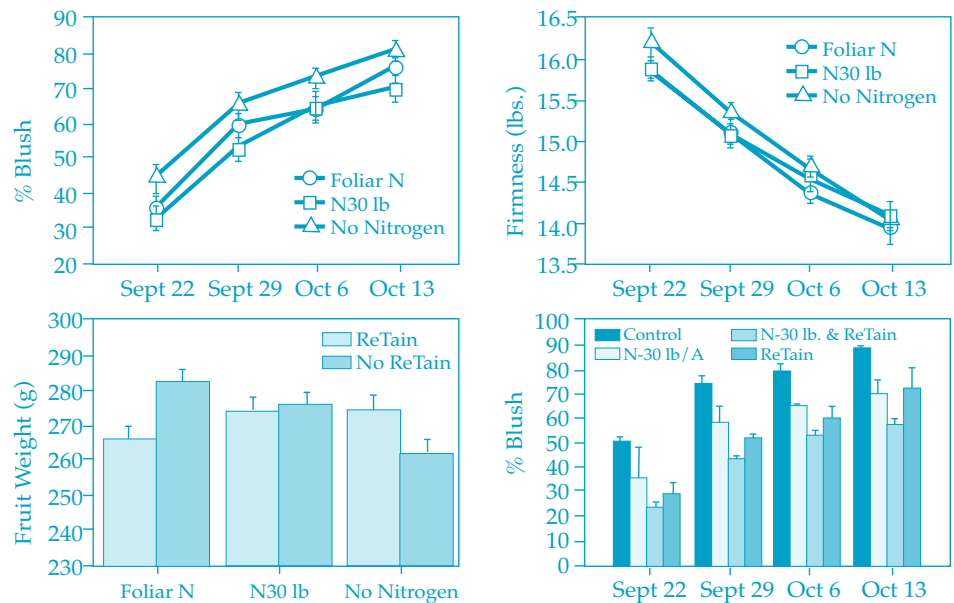 90
80
70
60
50
40
30
20
% Blush
Foliar N
N30 lb
No Nitrogen
Sept 22 Sept 29 Oct 6 Oct 13
16.0
15.5
15.0
14.5
14.0
13.5
Firmness (lbs.)
Foliar N
N30 lb
No Nitrogen
Sept 22 Sept 29 Oct 6 Oct 13
300
290
280
270
260
250
240
230
Fruit Weight (g)
ReTain
No ReTain
Foliar N N30 lb No Nitrogen
100
90
80
70
60
50
40
30
20
10
0
% Blush
Control N-30 lb. & ReTain
N-30 lb/A ReTain
Sept 22 Sept 29 Oct 6 Oct 13